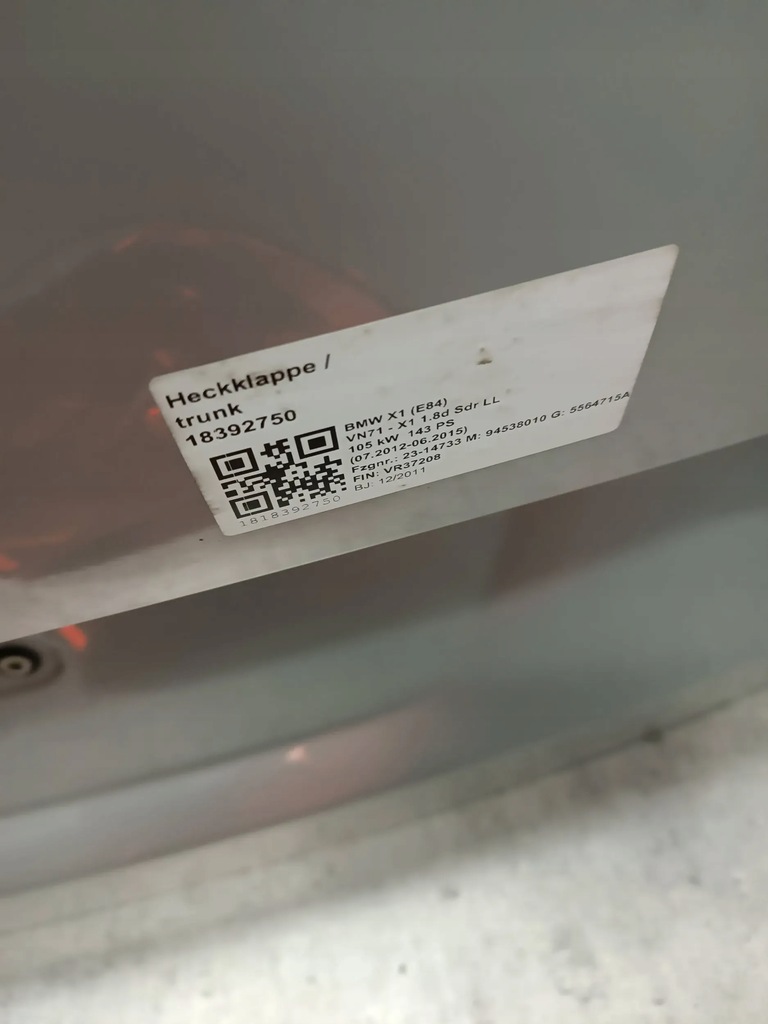 Heckklappe /
trunk
18392750
BMW X1 (E84)
VN71 - X1 1.8d Sdr LL
105 kW 143 PS
(07.2012-06.2015)
Fzgnr.: 23-14733 M: 94538010 G: 5564715A
FIN: VR37208
BJ: 12/2011
1818392750